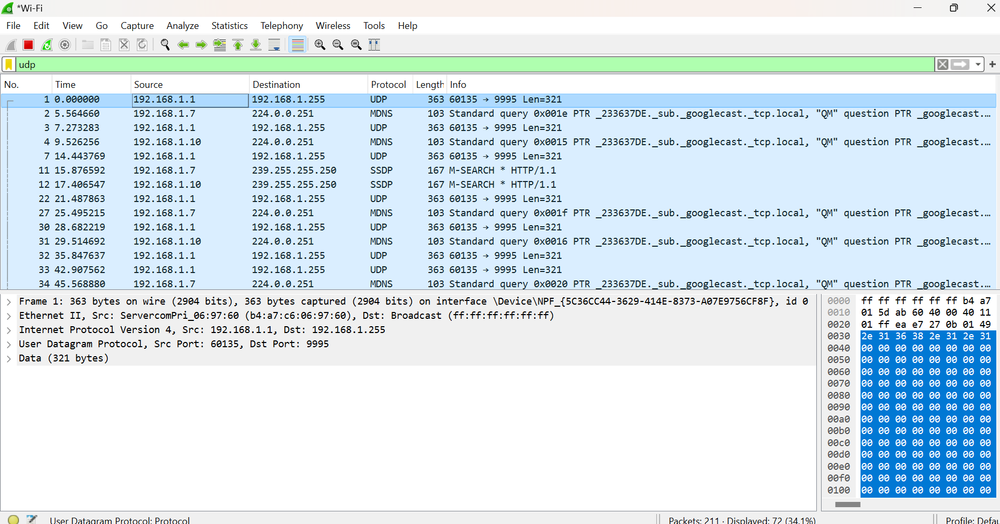 *Wi-Fi
File Edit View Go Capture Analyze Statistics Telephony Wireless Tools Help
udp
No. Time Source Destination Protocol Length Info
1 0.000000 192.168.1.1 192.168.1.255 UDP 363 60135 → 9995 Len=321
2 5.564660 192.168.1.7 224.0.0.251 MDNS 103 Standard query 0x001e PTR _233637DE._sub._googlecast._tcp.local, "QM" question PTR _googlecast.…
3 7.273283 192.168.1.1 192.168.1.255 UDP 363 60135 → 9995 Len=321
4 9.526256 192.168.1.10 224.0.0.251 MDNS 103 Standard query 0x0015 PTR _233637DE._sub._googlecast._tcp.local, "QM" question PTR _googlecast.…
7 14.443769 192.168.1.1 192.168.1.255 UDP 363 60135 → 9995 Len=321
11 15.876592 192.168.1.7 239.255.255.250 SSDP 167 M-SEARCH * HTTP/1.1
12 17.406547 192.168.1.10 239.255.255.250 SSDP 167 M-SEARCH * HTTP/1.1
22 21.487863 192.168.1.1 192.168.1.255 UDP 363 60135 → 9995 Len=321
27 25.495215 192.168.1.7 224.0.0.251 MDNS 103 Standard query 0x001f PTR _233637DE._sub._googlecast._tcp.local, "QM" question PTR _googlecast.…
30 28.682219 192.168.1.1 192.168.1.255 UDP 363 60135 → 9995 Len=321
31 29.514692 192.168.1.10 224.0.0.251 MDNS 103 Standard query 0x0016 PTR _233637DE._sub._googlecast._tcp.local, "QM" question PTR _googlecast.…
32 35.847637 192.168.1.1 192.168.1.255 UDP 363 60135 → 9995 Len=321
33 42.907562 192.168.1.1 192.168.1.255 UDP 363 60135 → 9995 Len=321
34 45.568880 192.168.1.7 224.0.0.251 MDNS 103 Standard query 0x0020 PTR _233637DE._sub._googlecast._tcp.local, "QM" question PTR _googlecast.…
Frame 1: 363 bytes on wire (2904 bits), 363 bytes captured (2904 bits) on interface \Device\NPF_{5C36CC44-3629-414E-8373-A07E9756CF8F}, id 0
Ethernet II, Src: ServercomPri_06:97:60 (b4:a7:c6:06:97:60), Dst: Broadcast (ff:ff:ff:ff:ff:ff)
Internet Protocol Version 4, Src: 192.168.1.1, Dst: 192.168.1.255
User Datagram Protocol, Src Port: 60135, Dst Port: 9995
Data (321 bytes)
0000 ff ff ff ff ff ff b4 a7
0010 01 5d ab 60 40 00 40 11
0020 01 ff ea e7 27 0b 01 49
0030 2e 31 36 38 2e 31 2e 31
0040 00 00 00 00 00 00 00 00
0050 00 00 00 00 00 00 00 00
0060 00 00 00 00 00 00 00 00
0070 00 00 00 00 00 00 00 00
0080 00 00 00 00 00 00 00 00
0090 00 00 00 00 00 00 00 00
00a0 00 00 00 00 00 00 00 00
00b0 00 00 00 00 00 00 00 00
00c0 00 00 00 00 00 00 00 00
00d0 00 00 00 00 00 00 00 00
00e0 00 00 00 00 00 00 00 00
00f0 00 00 00 00 00 00 00 00
0100 00 00 00 00 00 00 00 00
User Datagram Protocol: Protocol
Packets: 211 · Displayed: 72 (34.1%)
Profile: Defau